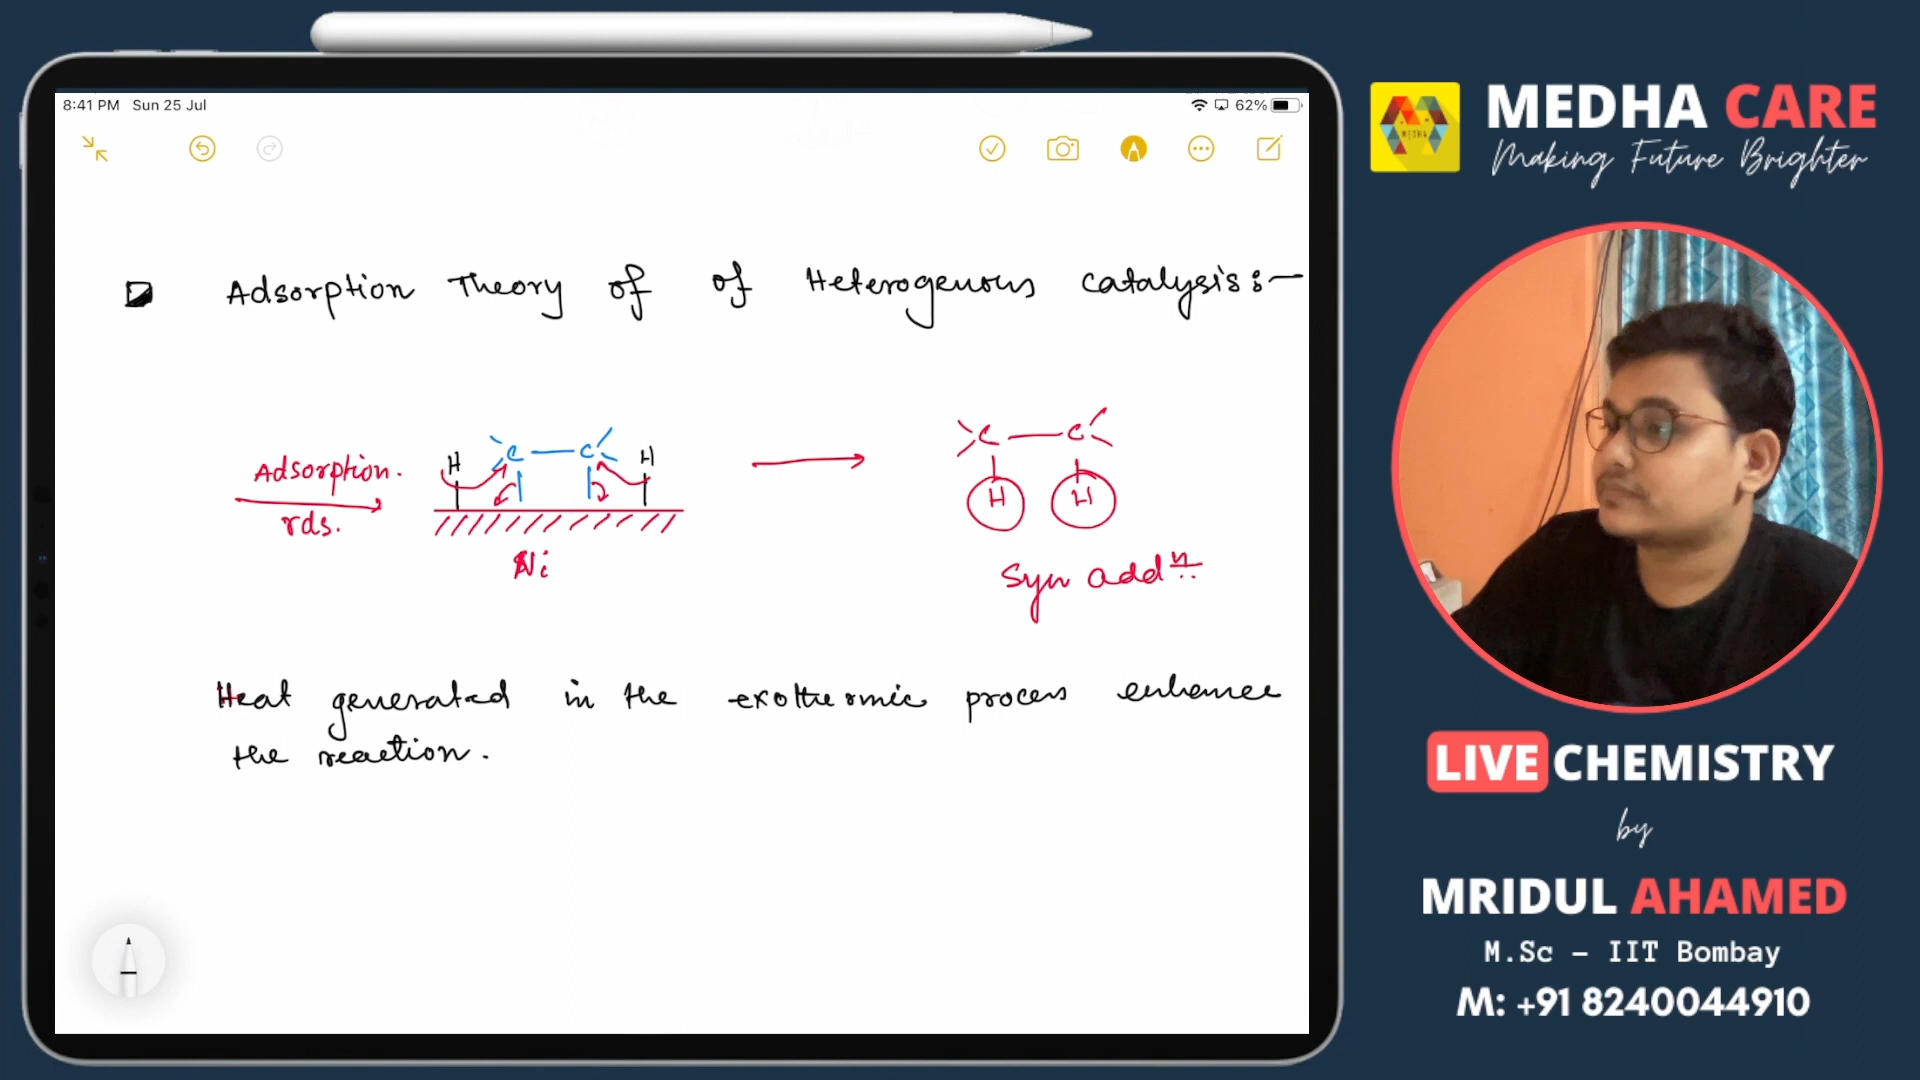 8:41 PM Sun 25 Jul
62%
Adsorption Theory of of Heterogenous catalysis :-
Adsorption.
rds.
H C C H
Ni
C C
H H
Syn addn
Heat generated in the exothermic process enhance
the reaction.
MEDHA CARE
Making Future Brighter
MEDHA
LIVE CHEMISTRY
by
MRIDUL AHAMED
M.Sc - IIT Bombay
M: +91 8240044910